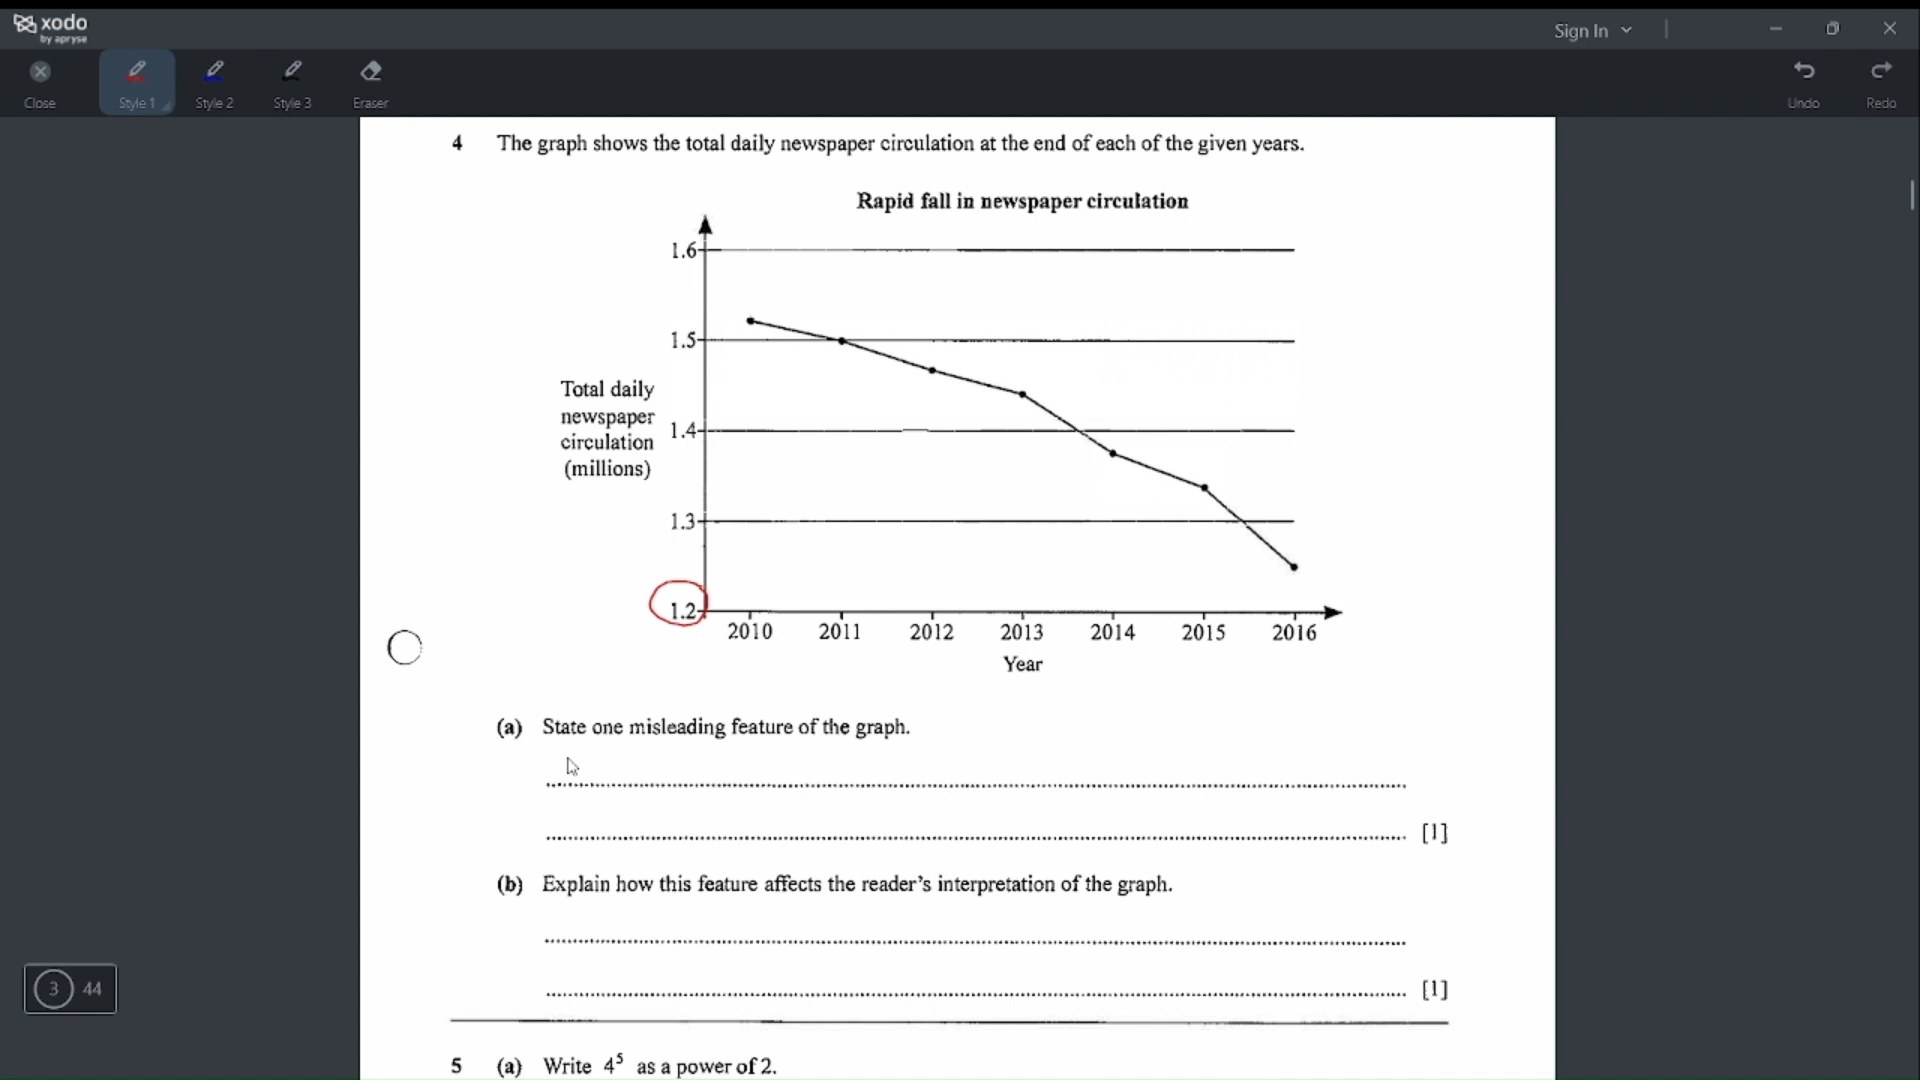 xodo
by apryse
Sign In
Close
Style 1
Style 2
Style 3
Eraser
Undo
Redo
4 The graph shows the total daily newspaper circulation at the end of each of the given years.
Rapid fall in newspaper circulation
1.6
1.5
Total daily
newspaper
circulation
(millions)
1.4
1.3
1.2
2010 2011 2012 2013 2014 2015 2016
Year
(a) State one misleading feature of the graph.
[1]
(b) Explain how this feature affects the reader's interpretation of the graph.
[1]
3 44
5 (a) Write 4⁵ as a power of 2.